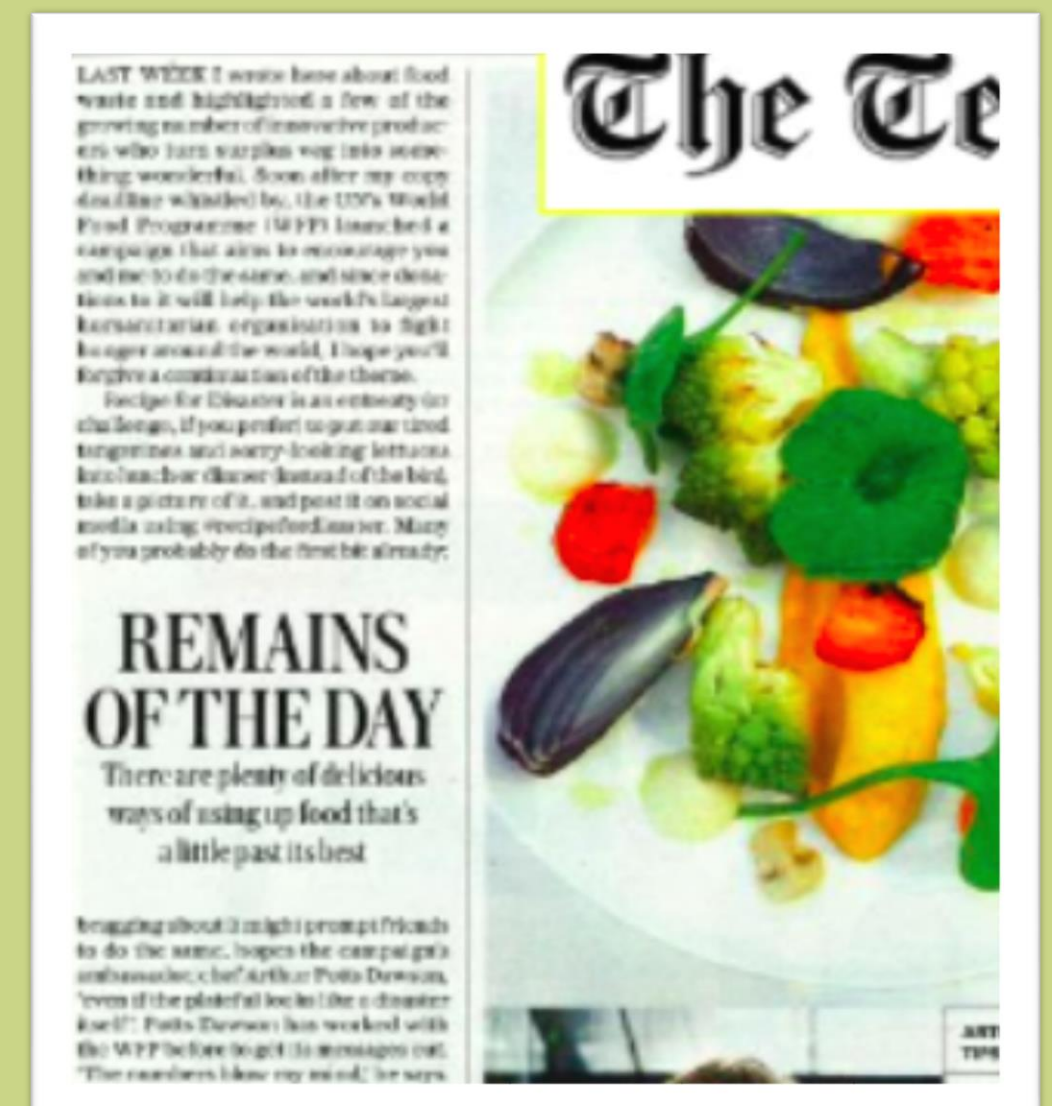 LAST WEEK I wrote here about food
waste and highlighted a few of the
growing number of innovative produc-
ers who turn surplus veg into some-
thing wonderful. Soon after my copy
deadline whistled by, the UN's World
Food Programme (WFP) launched a
campaign that aims to encourage you
and me to do the same, and since dona-
tions to it will help the world's largest
humanitarian organisation to fight
hunger around the world, I hope you'll
forgive a continuation of the theme.
Recipe for Disaster is an entreaty (or
challenge, if you prefer) to put our tired
tangerines and sorry-looking lettuces
into lunch or dinner (instead of the bin),
take a picture of it, and post it on social
media using #recipefordisaster. Many
of you probably do the first bit already;
REMAINS
OF THE DAY
There are plenty of delicious
ways of using up food that's
a little past its best
bragging about it might prompt friends
to do the same, hopes the campaign's
ambassador, chef Arthur Potts Dawson,
'even if the plateful looks like a disaster
itself'. Potts Dawson has worked with
the WFP before to get its messages out.
'The numbers blow my mind,' he says.
The Te
ART
TIPS